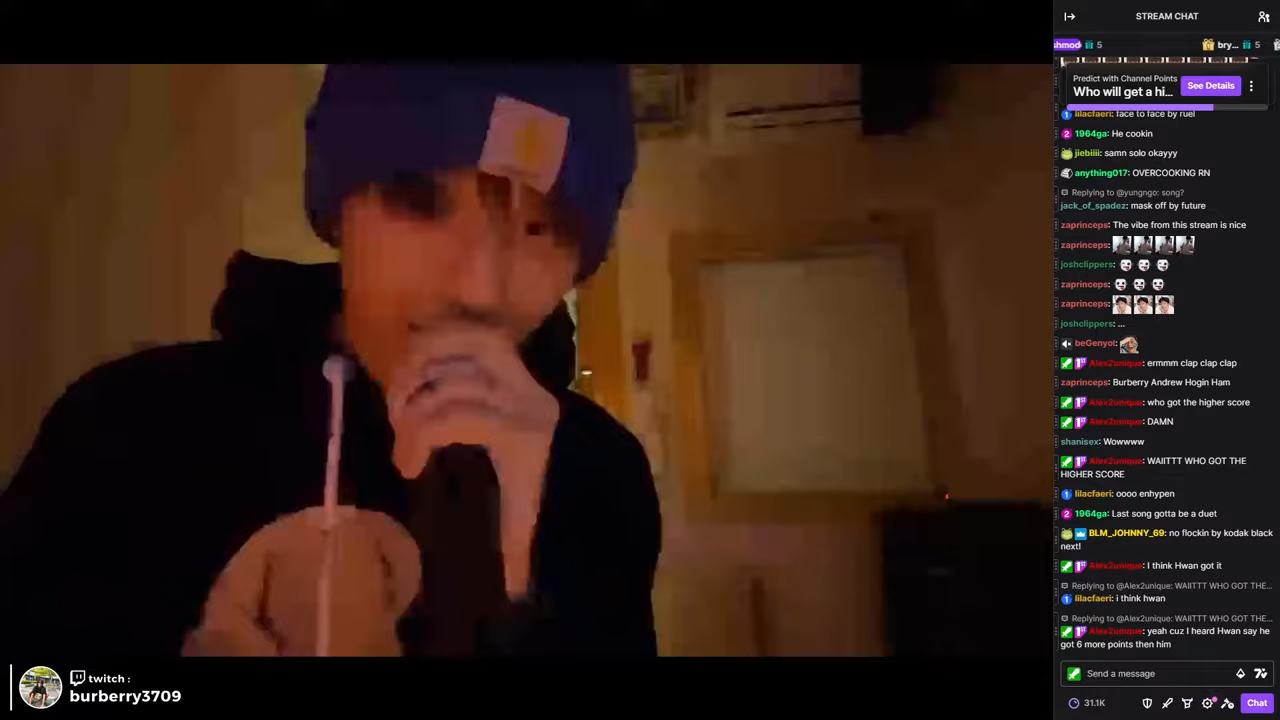 STREAM CHAT
shmod 5
bry... 5
Predict with Channel Points
Who will get a hi...
See Details
lilacfaeri: face to face by ruel
1964ga: He cookin
jiebiiii: samn solo okayyy
anything017: OVERCOOKING RN
Replying to @yungngo: song?
jack_of_spadez: mask off by future
zaprinceps: The vibe from this stream is nice
zaprinceps:
joshclippers:
zaprinceps:
zaprinceps:
joshclippers: ...
beGenyol:
Alex2unique: ermmm clap clap clap
zaprinceps: Burberry Andrew Hogin Ham
Alex2unique: who got the higher score
Alex2unique: DAMN
shanisex: Wowwww
Alex2unique: WAIITTT WHO GOT THE
HIGHER SCORE
lilacfaeri: oooo enhypen
1964ga: Last song gotta be a duet
BLM_JOHNNY_69: no flockin by kodak black
next!
Alex2unique: I think Hwan got it
Replying to @Alex2unique: WAIITTT WHO GOT THE...
lilacfaeri: i think hwan
Replying to @Alex2unique: WAIITTT WHO GOT THE...
Alex2unique: yeah cuz I heard Hwan say he
got 6 more points then him
Send a message
31.1K
Chat
twitch :
burberry3709